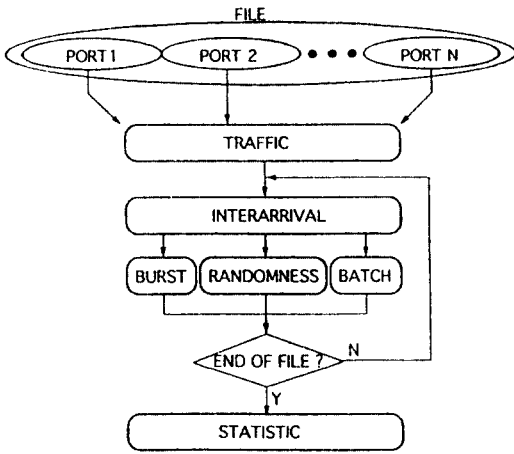 FILE
PORT 1 PORT 2 PORT N
TRAFFIC
INTERARRIVAL
BURST RANDOMNESS BATCH
END OF FILE ? N
Y
STATISTIC